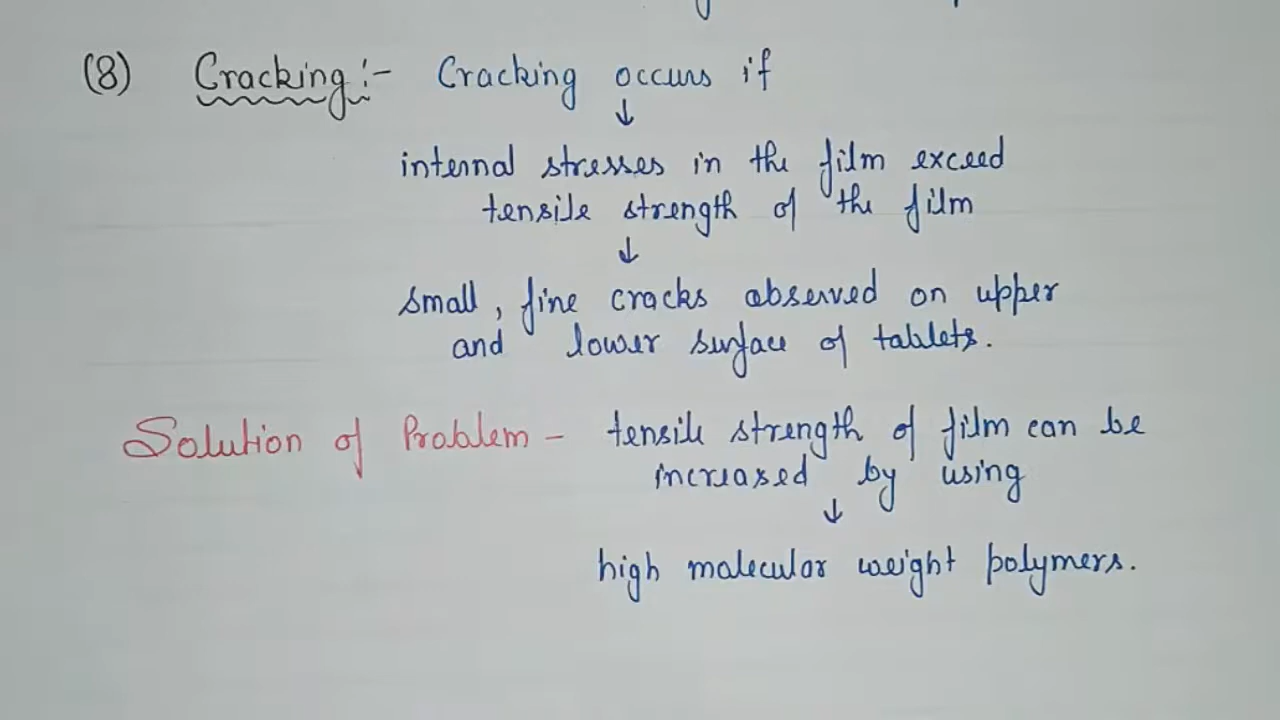 (8) Cracking :- Cracking occurs if
↓
internal stresses in the film exceed
tensile strength of the film
↓
small, fine cracks observed on upper
and lower surface of tablets.
Solution of Problem - tensile strength of film can be
increased by using
↓
high molecular weight polymers.